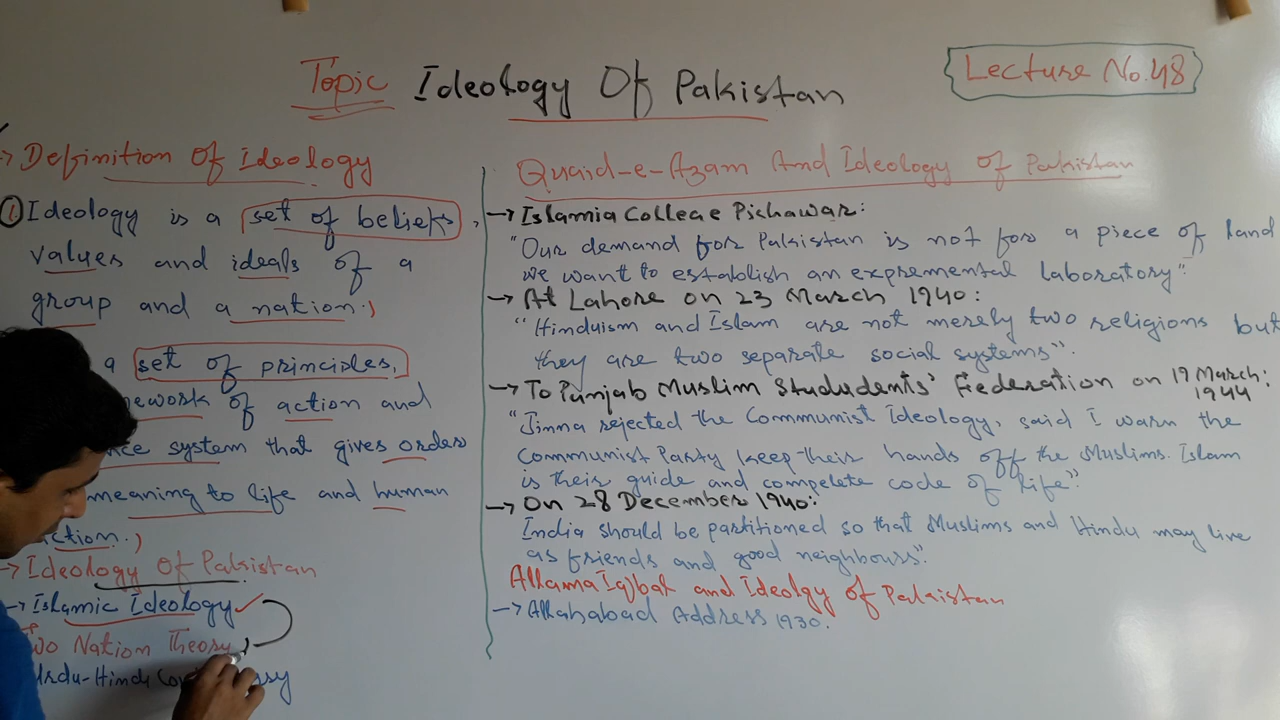 Topic Ideology Of Pakistan
Lecture No.48
→ Definition Of Ideology
① Ideology is a set of beliefs,
values and ideals of a
group and a nation.)
a set of principles,
ework of action and
ce system that gives orders
meaning to life and human
action.)
→ Ideology Of Pakistan
→ Islamic Ideology ✓
Two Nation Theory
Urdu-Hindi
Quaid-e-Azam And Ideology of Pakistan
→ Islamia College Pishawar:
"Our demand for Pakistan is not for a piece of land
we want to establish an expremental laboratory".
→ At Lahore on 23 March 1940:
"Hinduism and Islam are not merely two religions but
they are two separate social systems".
→ To Punjab Muslim Stududents' Federation on 19 March:
1944
"Jinna rejected the Communist Ideology, said I warn the
Communist Party keep their hands off the Muslims. Islam
is their guide and compelete code of life".
→ On 28 December 1940:
India should be partitioned so that Muslims and Hindu may live
as friends and good neighbours."
Allama Iqbal and Ideolgy of Pakistan
→ Allahabad Address 1930.